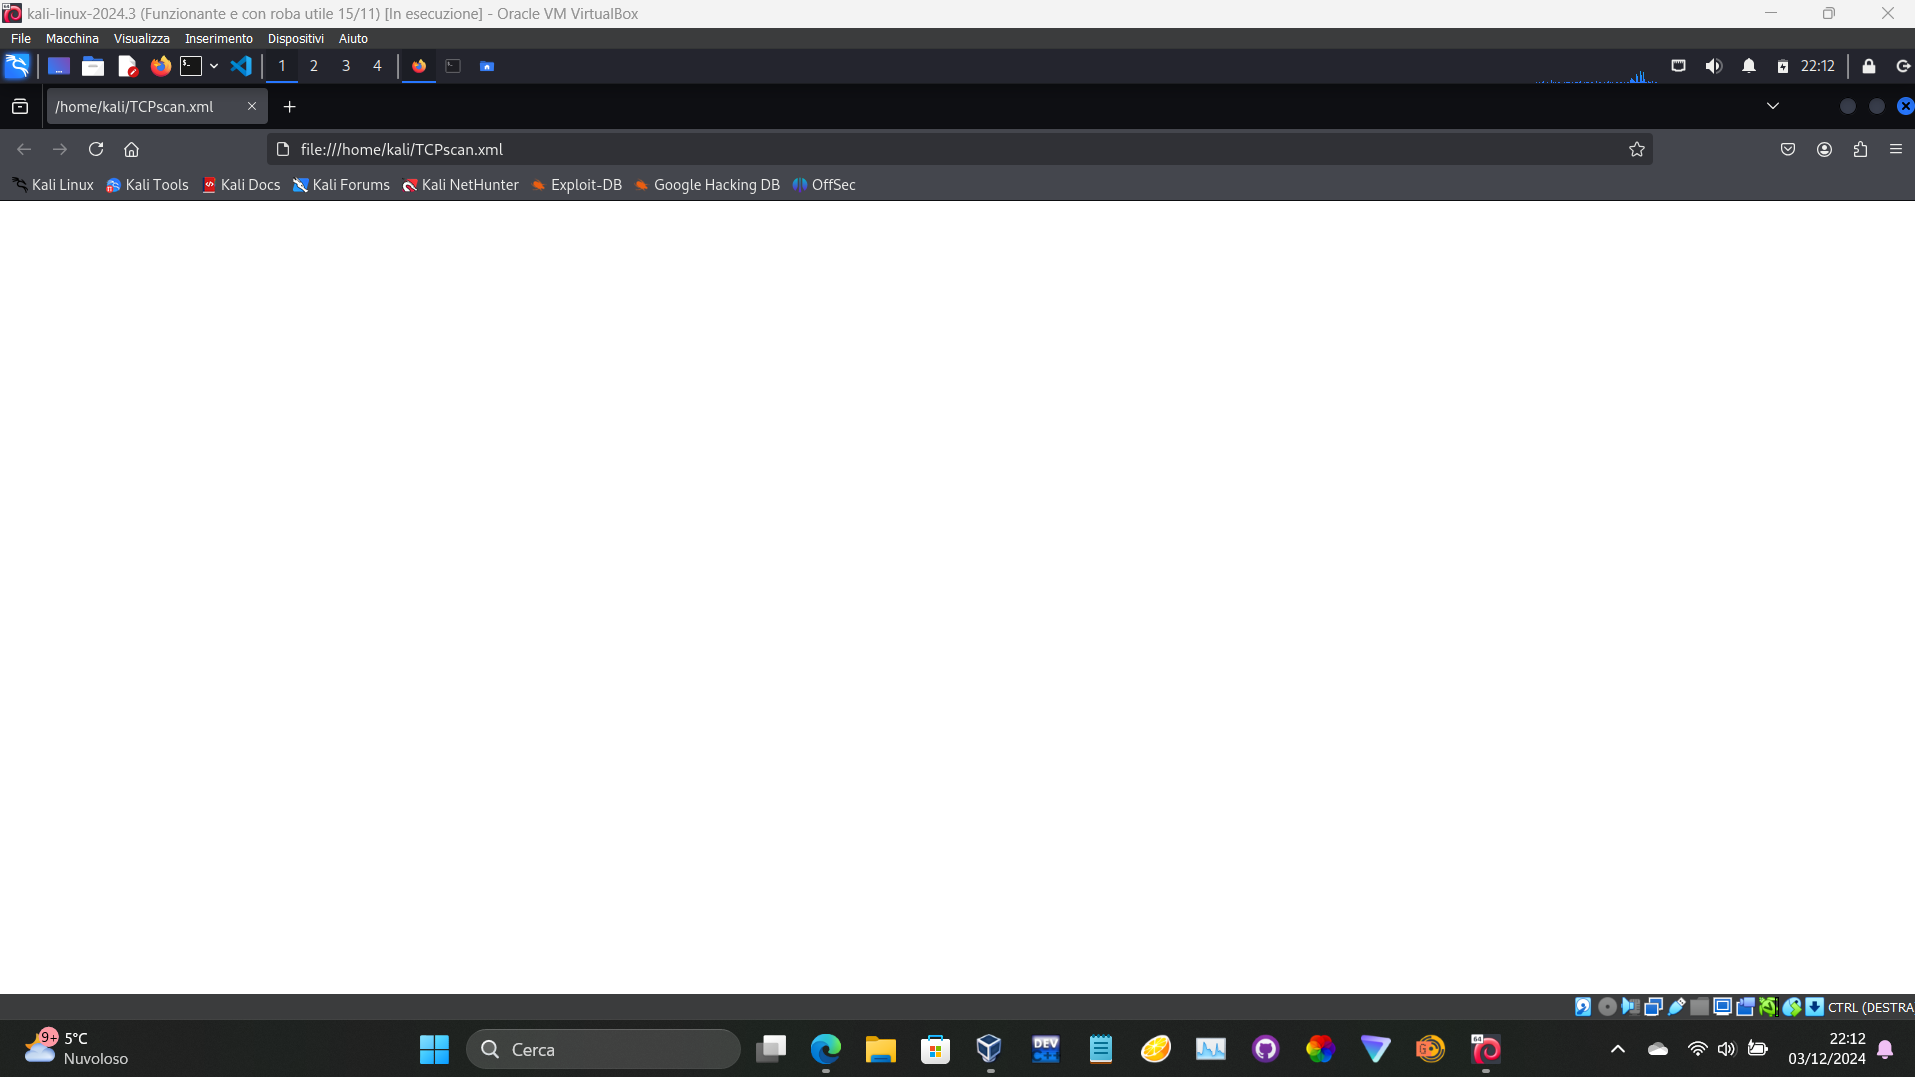 kali-linux-2024.3 (Funzionante e con roba utile 15/11) [In esecuzione] - Oracle VM VirtualBox
File Macchina Visualizza Inserimento Dispositivi Aiuto
1 2 3 4 22:12
/home/kali/TCPscan.xml
file:///home/kali/TCPscan.xml
Kali Linux Kali Tools Kali Docs Kali Forums Kali NetHunter Exploit-DB Google Hacking DB OffSec
CTRL (DESTRA
9+ 5°C
Nuvoloso
Cerca
DEV
C++
64
22:12
03/12/2024